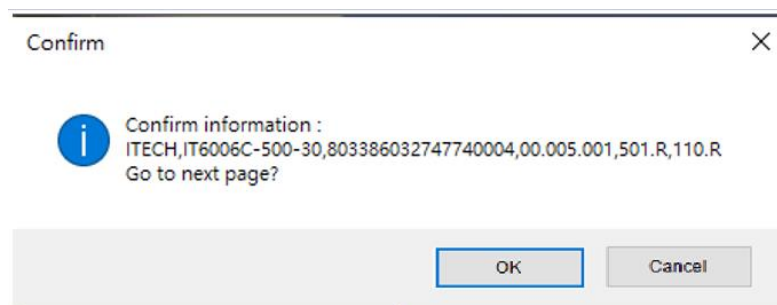 Confirm
Confirm information :
ITECH,IT6006C-500-30,803386032747740004,00.005.001,501.R,110.R
Go to next page?
OK
Cancel